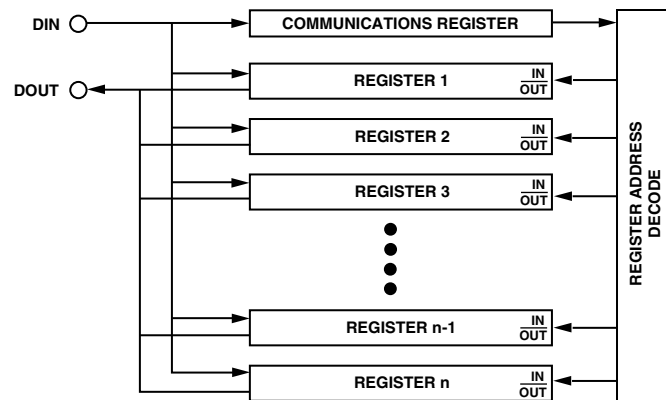 DIN
COMMUNICATIONS REGISTER
DOUT
REGISTER 1
IN
OUT
REGISTER 2
IN
OUT
REGISTER 3
IN
OUT
REGISTER n-1
IN
OUT
REGISTER n
IN
OUT
REGISTER ADDRESS
DECODE